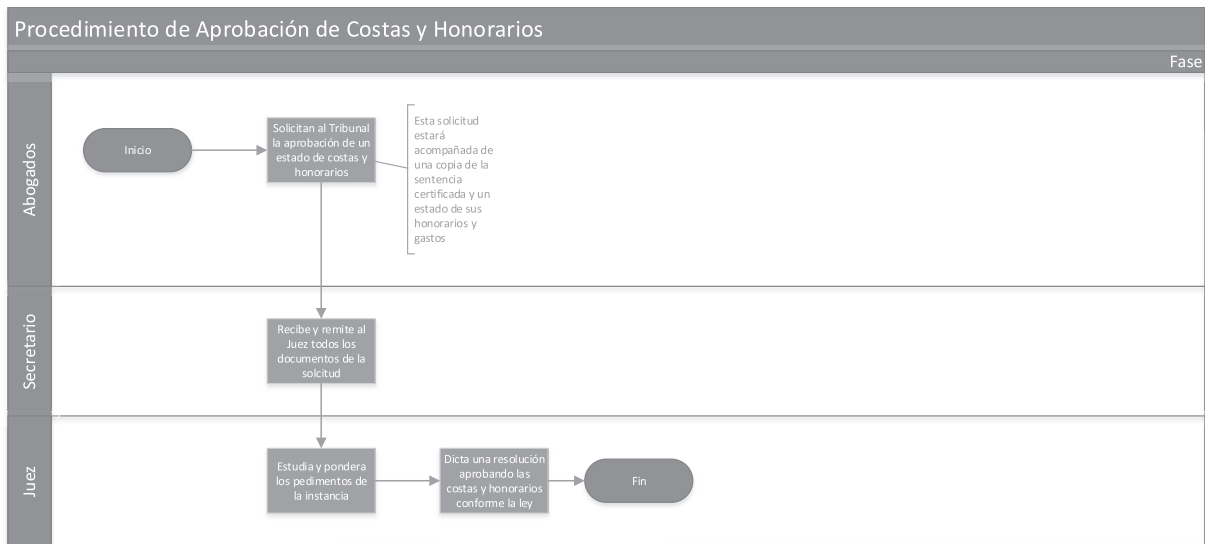 Procedimiento de Aprobación de Costas y Honorarios
Fase
Abogados
Inicio
Solicitan al Tribunal
la aprobación de un
estado de costas y
honorarios
Esta solicitud
estará
acompañada de
una copia de la
sentencia
certificada y un
estado de sus
honorarios y
gastos
Secretario
Recibe y remite al
Juez todos los
documentos de la
solcitud
Juez
Estudia y pondera
los pedimentos de
la instancia
Dicta una resolución
aprobando las
costas y honorarios
conforme la ley
Fin